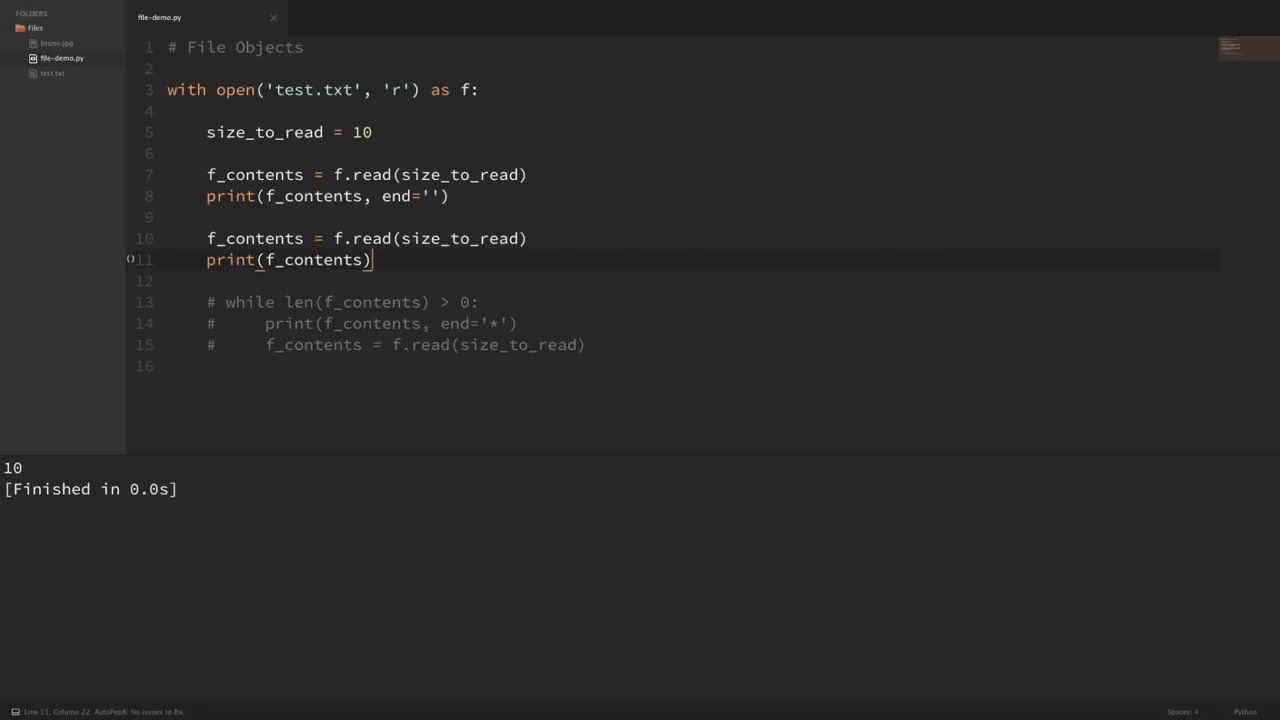 FOLDERS
Files
bronx.jpg
file-demo.py
test.txt
file-demo.py ×
1 # File Objects
2
3 with open('test.txt', 'r') as f:
4
5     size_to_read = 10
6
7     f_contents = f.read(size_to_read)
8     print(f_contents, end='')
9
10     f_contents = f.read(size_to_read)
()11     print(f_contents)
12
13     # while len(f_contents) > 0:
14     #     print(f_contents, end='*')
15     #     f_contents = f.read(size_to_read)
16
10
[Finished in 0.0s]
Line 11, Column 22; AutoPep8: No issues to fix. Spaces: 4 Python